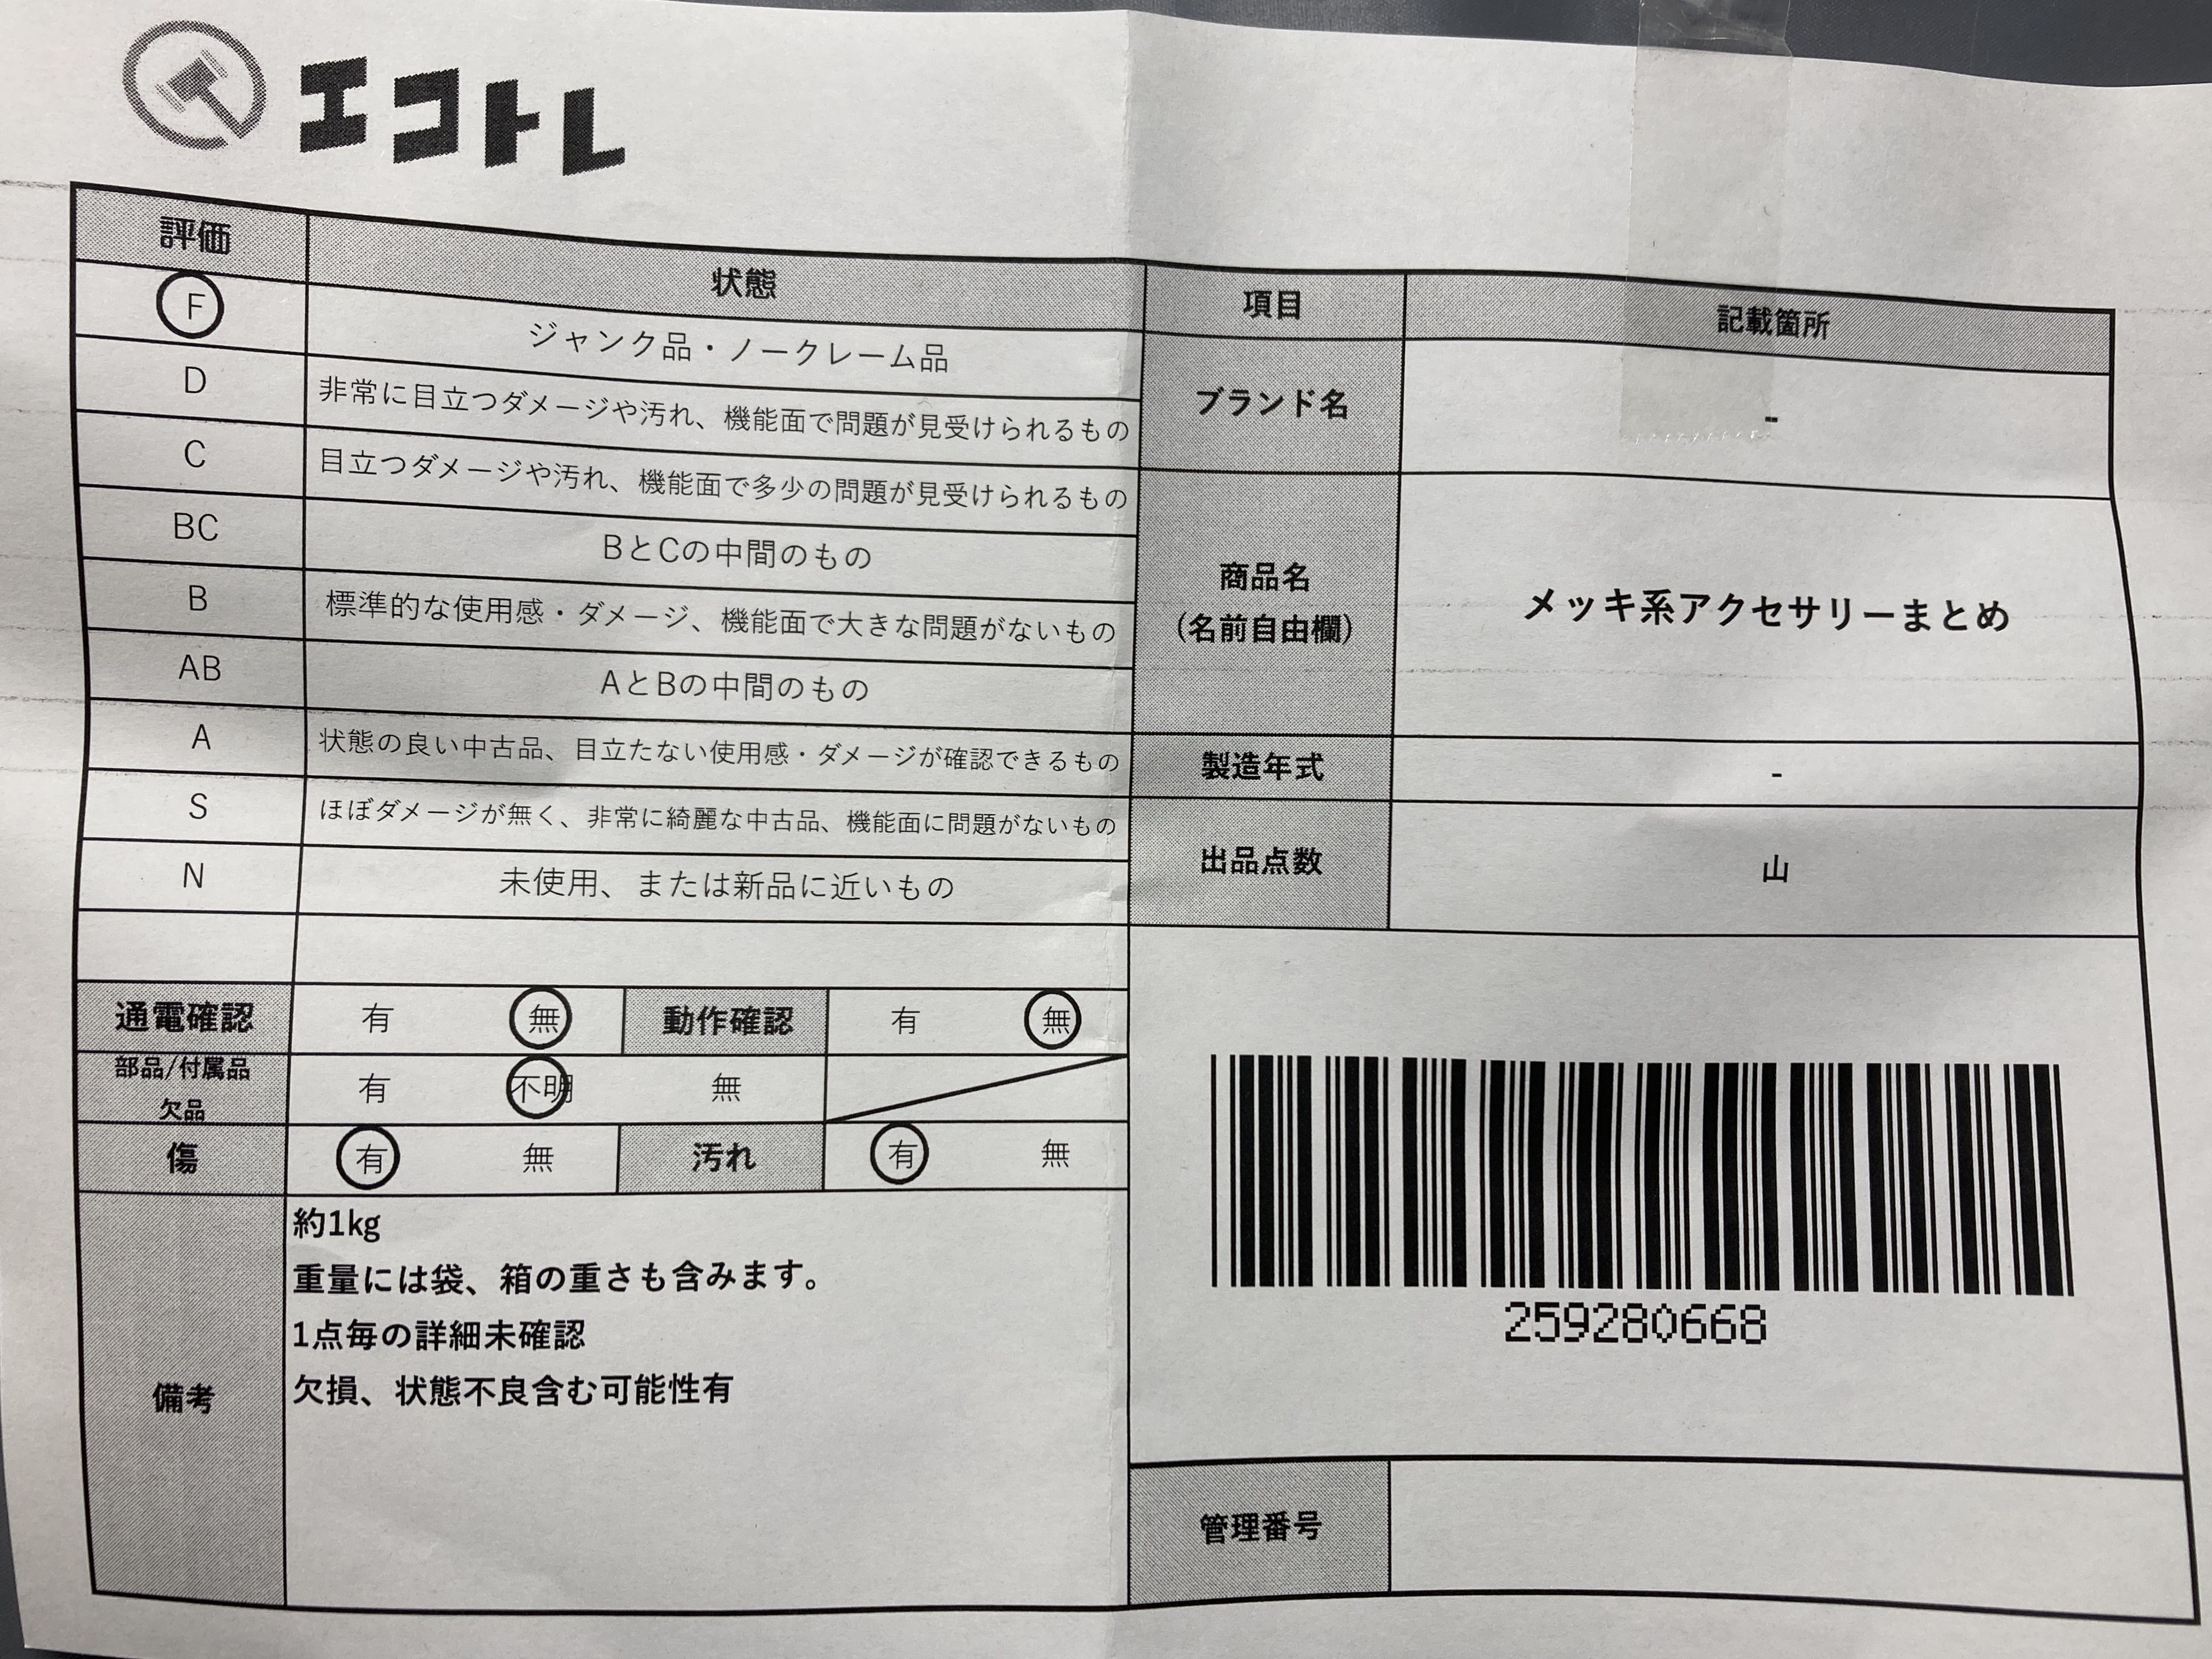 エコトレ
評価 状態
F ジャンク品・ノークレーム品
D 非常に目立つダメージや汚れ、機能面で問題が見受けられるもの
C 目立つダメージや汚れ、機能面で多少の問題が見受けられるもの
BC BとCの中間のもの
B 標準的な使用感・ダメージ、機能面で大きな問題がないもの
AB AとBの中間のもの
A 状態の良い中古品、目立たない使用感・ダメージが確認できるもの
S ほぼダメージが無く、非常に綺麗な中古品、機能面に問題がないもの
N 未使用、または新品に近いもの
通電確認 有 無 動作確認 有 無
部品/付属品
欠品
有 不明 無
傷 有 無 汚れ 有 無
備考
約1kg
重量には袋、箱の重さも含みます。
1点毎の詳細未確認
欠損、状態不良含む可能性有
項目 記載箇所
ブランド名 -
商品名
(名前自由欄)
メッキ系アクセサリーまとめ
製造年式 -
出品点数 山
259280668
管理番号